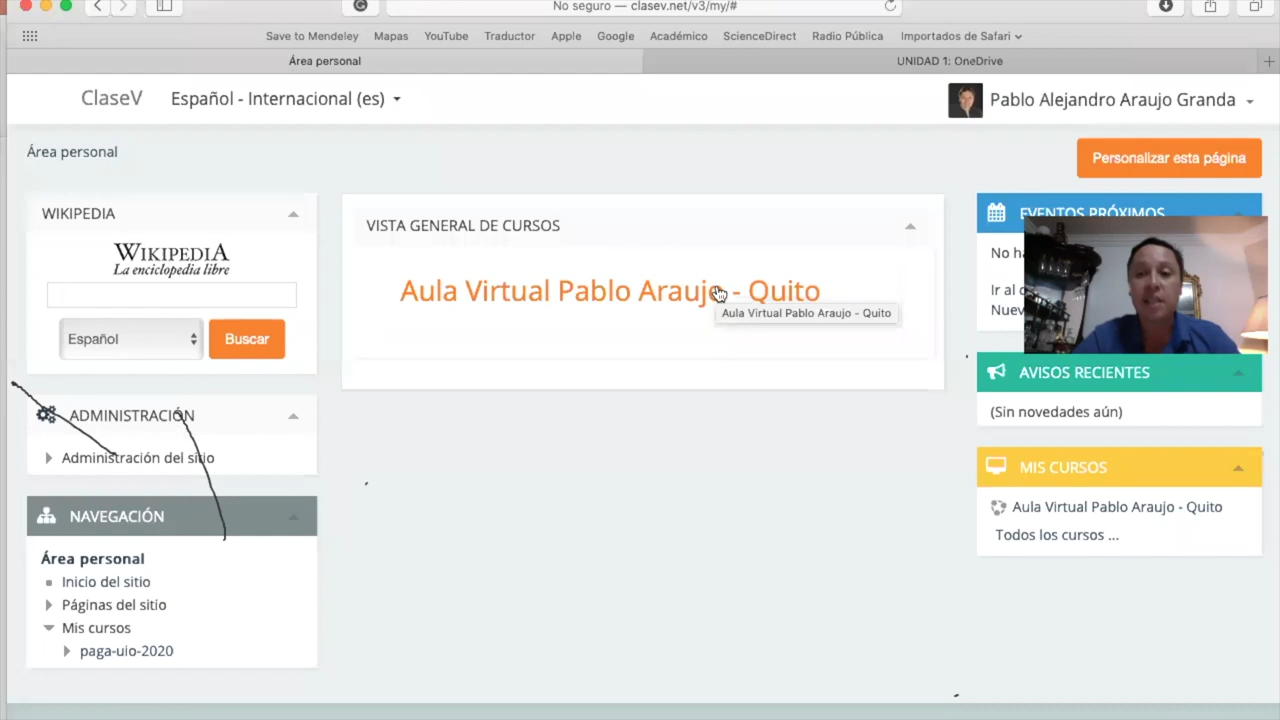 No seguro — clasev.net/v3/my/#
Save to Mendeley Mapas YouTube Traductor Apple Google Académico ScienceDirect Radio Pública Importados de Safari
Área personal
UNIDAD 1: OneDrive
ClaseV
Español - Internacional (es)
Pablo Alejandro Araujo Granda
Área personal
Personalizar esta página
WIKIPEDIA
WIKIPEDIA
La enciclopedia libre
Español
Buscar
ADMINISTRACIÓN
Administración del sitio
NAVEGACIÓN
Área personal
Inicio del sitio
Páginas del sitio
Mis cursos
paga-uio-2020
VISTA GENERAL DE CURSOS
Aula Virtual Pablo Araujo - Quito
Aula Virtual Pablo Araujo - Quito
EVENTOS PRÓXIMOS
No
Ir al
AVISOS RECIENTES
(Sin novedades aún)
MIS CURSOS
Aula Virtual Pablo Araujo - Quito
Todos los cursos ...